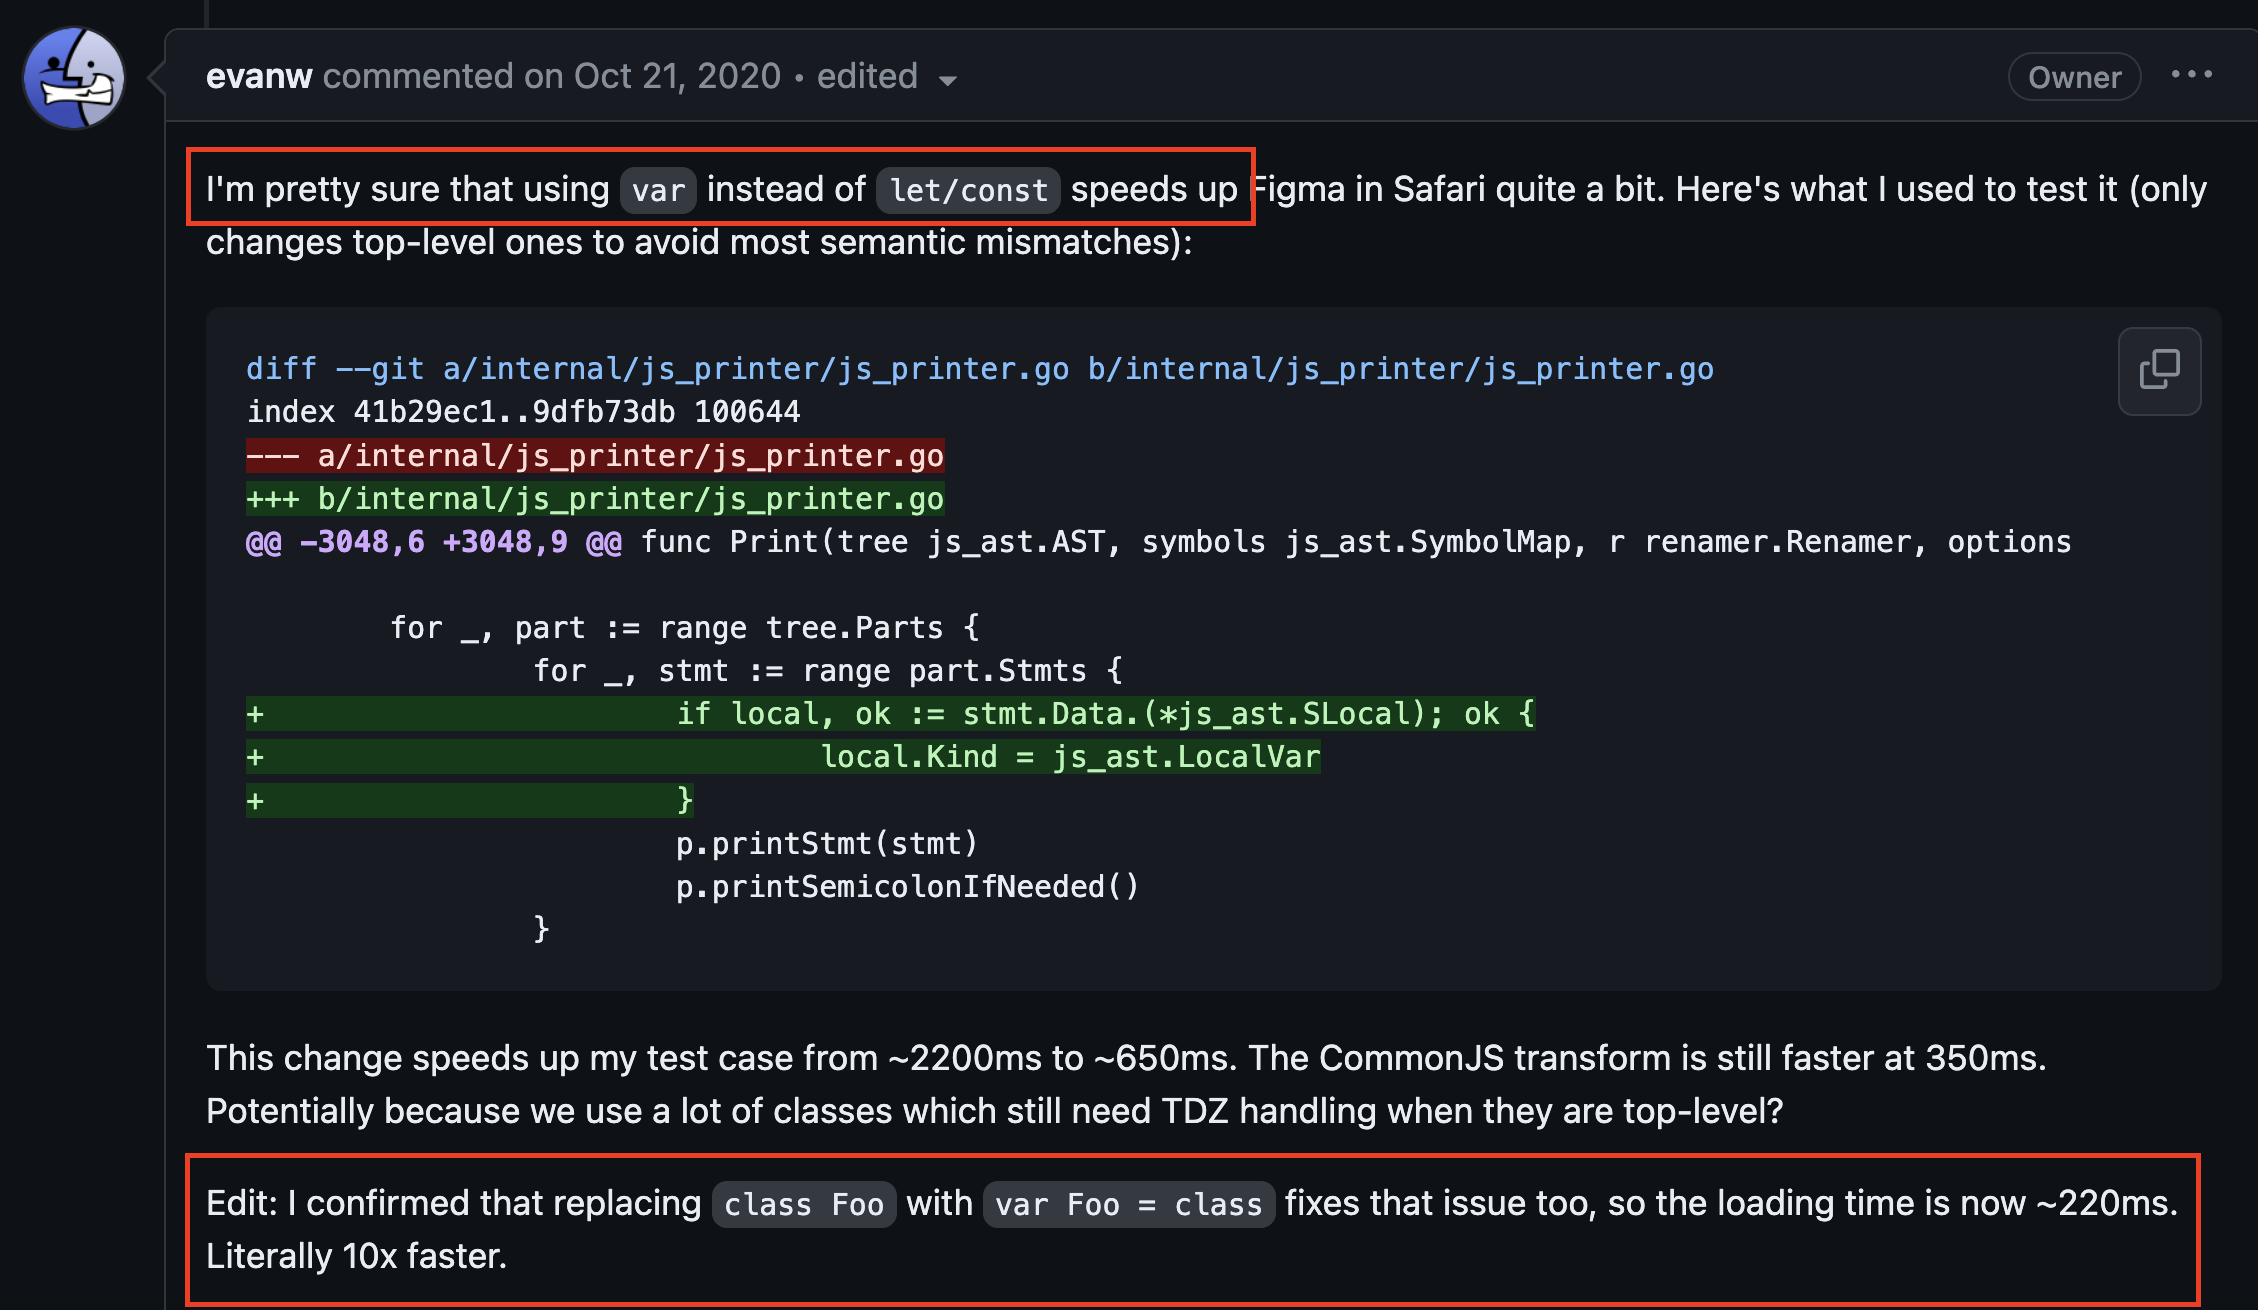 evanw commented on Oct 21, 2020 • edited
Owner
I'm pretty sure that using var instead of let/const speeds up Figma in Safari quite a bit. Here's what I used to test it (only
changes top-level ones to avoid most semantic mismatches):
diff --git a/internal/js_printer/js_printer.go b/internal/js_printer/js_printer.go
index 41b29ec1..9dfb73db 100644
--- a/internal/js_printer/js_printer.go
+++ b/internal/js_printer/js_printer.go
@@ -3048,6 +3048,9 @@ func Print(tree js_ast.AST, symbols js_ast.SymbolMap, r renamer.Renamer, options
        for _, part := range tree.Parts {
                for _, stmt := range part.Stmts {
+                       if local, ok := stmt.Data.(*js_ast.SLocal); ok {
+                               local.Kind = js_ast.LocalVar
+                       }
                        p.printStmt(stmt)
                        p.printSemicolonIfNeeded()
                }
This change speeds up my test case from ~2200ms to ~650ms. The CommonJS transform is still faster at 350ms.
Potentially because we use a lot of classes which still need TDZ handling when they are top-level?
Edit: I confirmed that replacing class Foo with var Foo = class fixes that issue too, so the loading time is now ~220ms.
Literally 10x faster.